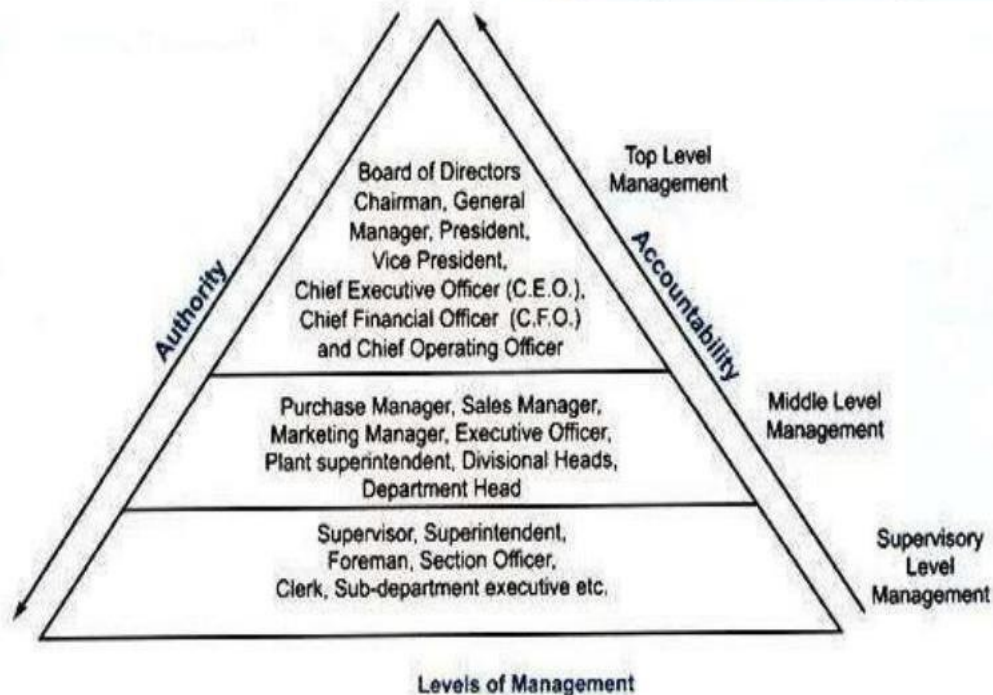 Board of Directors
Chairman, General
Manager, President,
Vice President,
Chief Executive Officer (C.E.O.),
Chief Financial Officer (C.F.O.)
and Chief Operating Officer
Top Level
Management
Authority
Accountability
Purchase Manager, Sales Manager,
Marketing Manager, Executive Officer,
Plant superintendent, Divisional Heads,
Department Head
Middle Level
Management
Supervisor, Superintendent,
Foreman, Section Officer,
Clerk, Sub-department executive etc.
Supervisory
Level
Management
Levels of Management